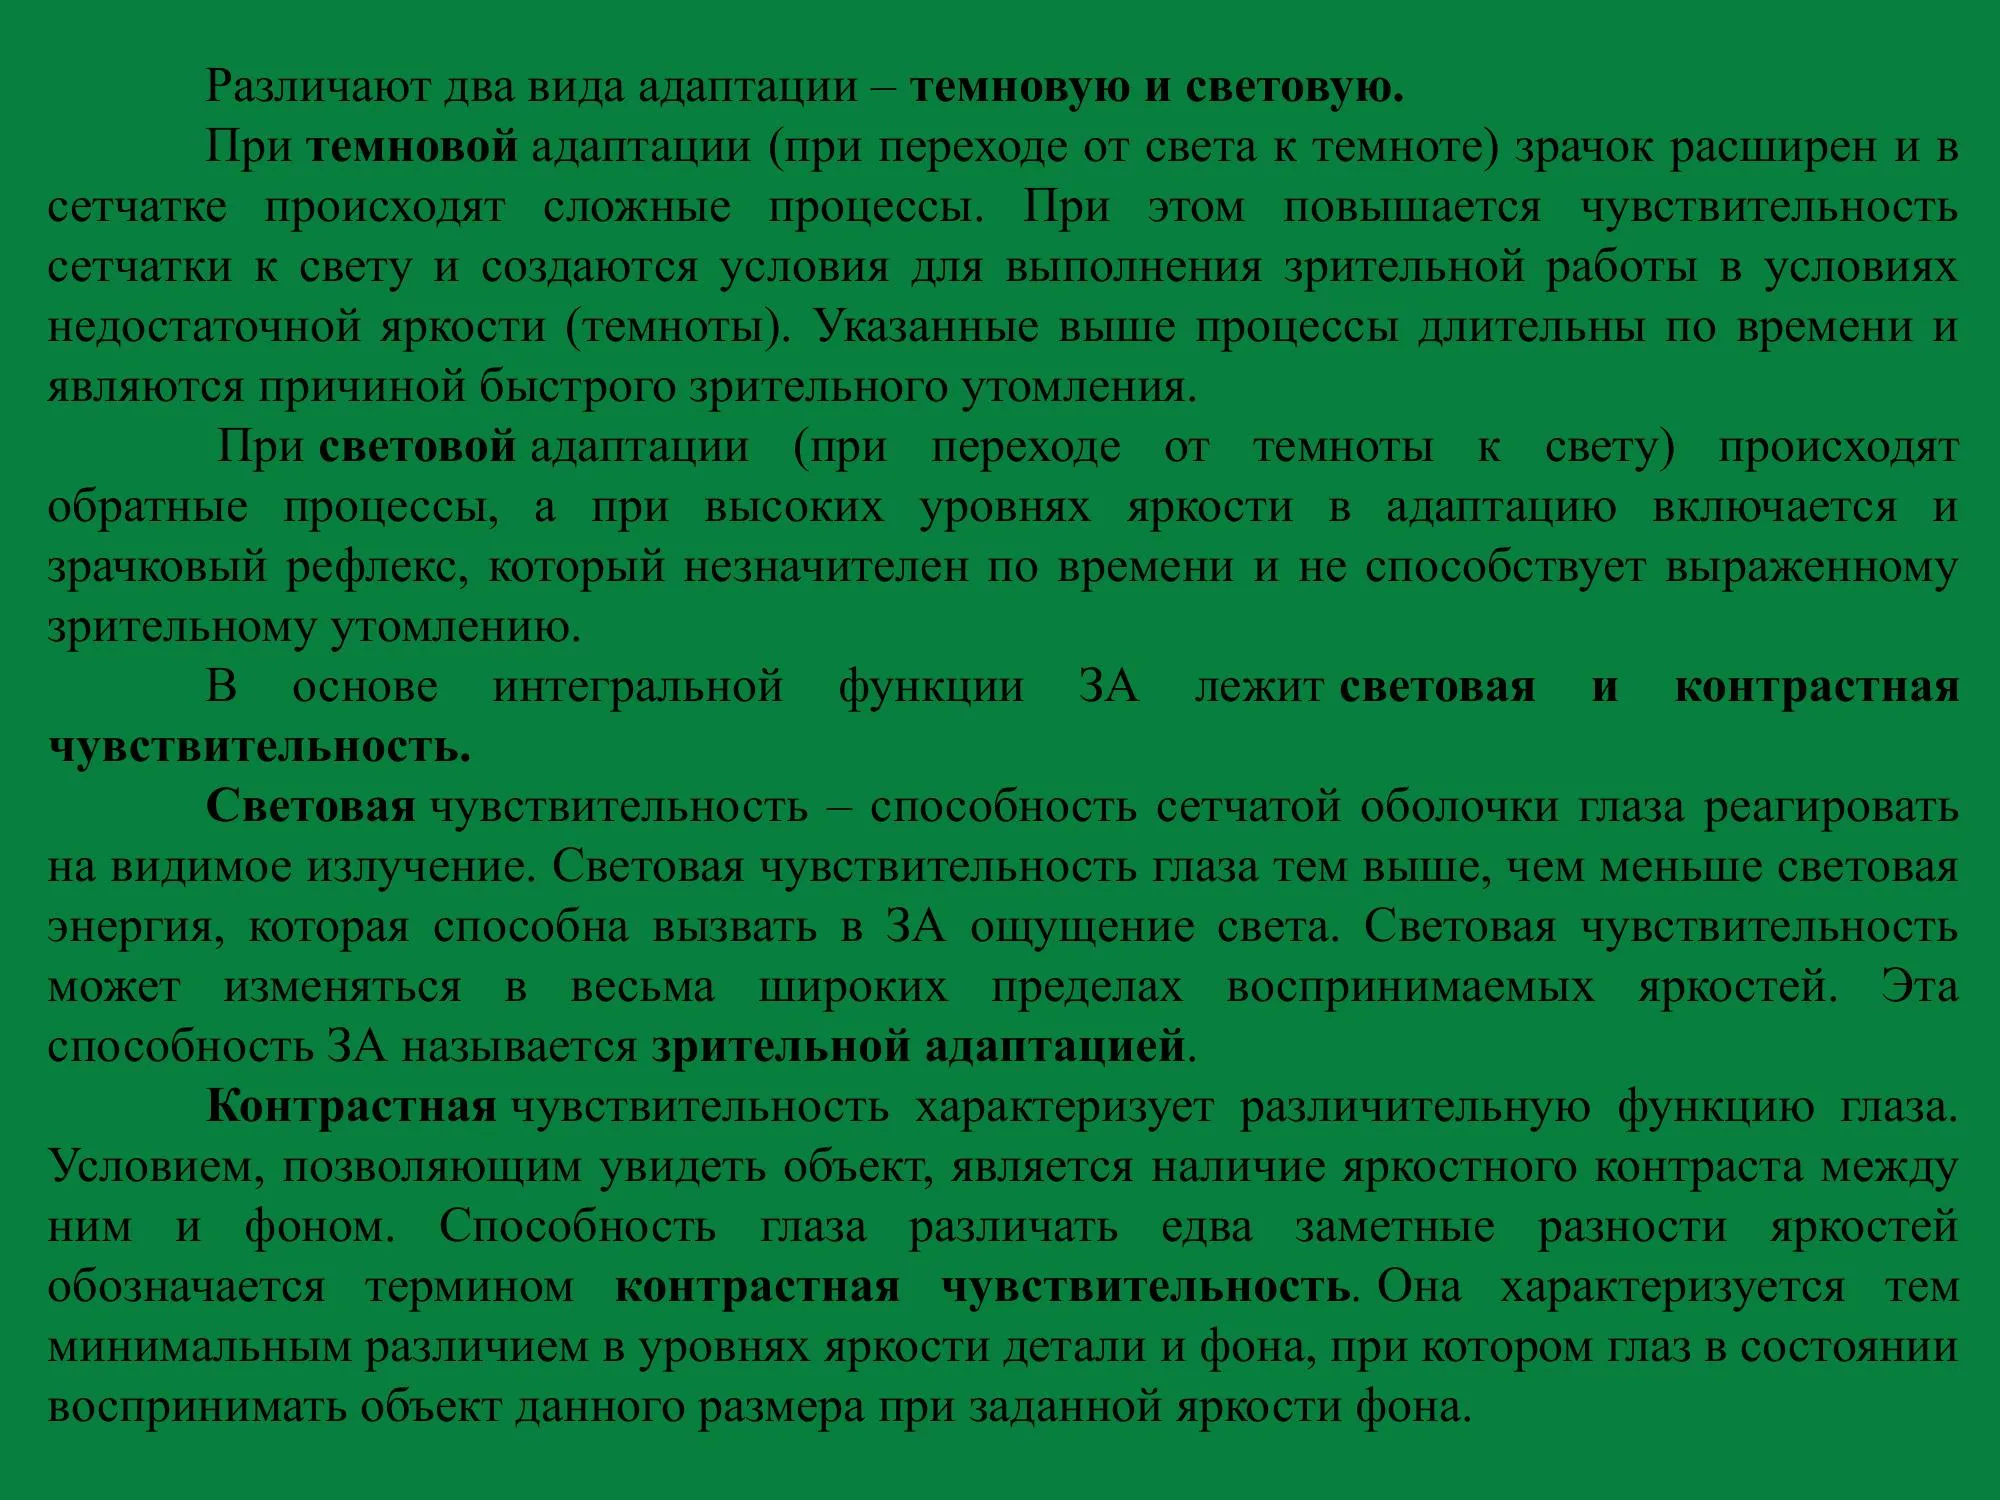 Различают два вида адаптации – темновую и световую.
При темновой адаптации (при переходе от света к темноте) зрачок расширен и в
сетчатке происходят сложные процессы. При этом повышается чувствительность
сетчатки к свету и создаются условия для выполнения зрительной работы в условиях
недостаточной яркости (темноты). Указанные выше процессы длительны по времени и
являются причиной быстрого зрительного утомления.
При световой адаптации (при переходе от темноты к свету) происходят
обратные процессы, а при высоких уровнях яркости в адаптацию включается и
зрачковый рефлекс, который незначителен по времени и не способствует выраженному
зрительному утомлению.
В основе интегральной функции ЗА лежит световая и контрастная
чувствительность.
Световая чувствительность – способность сетчатой оболочки глаза реагировать
на видимое излучение. Световая чувствительность глаза тем выше, чем меньше световая
энергия, которая способна вызвать в ЗА ощущение света. Световая чувствительность
может изменяться в весьма широких пределах воспринимаемых яркостей. Эта
способность ЗА называется зрительной адаптацией.
Контрастная чувствительность характеризует различительную функцию глаза.
Условием, позволяющим увидеть объект, является наличие яркостного контраста между
ним и фоном. Способность глаза различать едва заметные разности яркостей
обозначается термином контрастная чувствительность. Она характеризуется тем
минимальным различием в уровнях яркости детали и фона, при котором глаз в состоянии
воспринимать объект данного размера при заданной яркости фона.